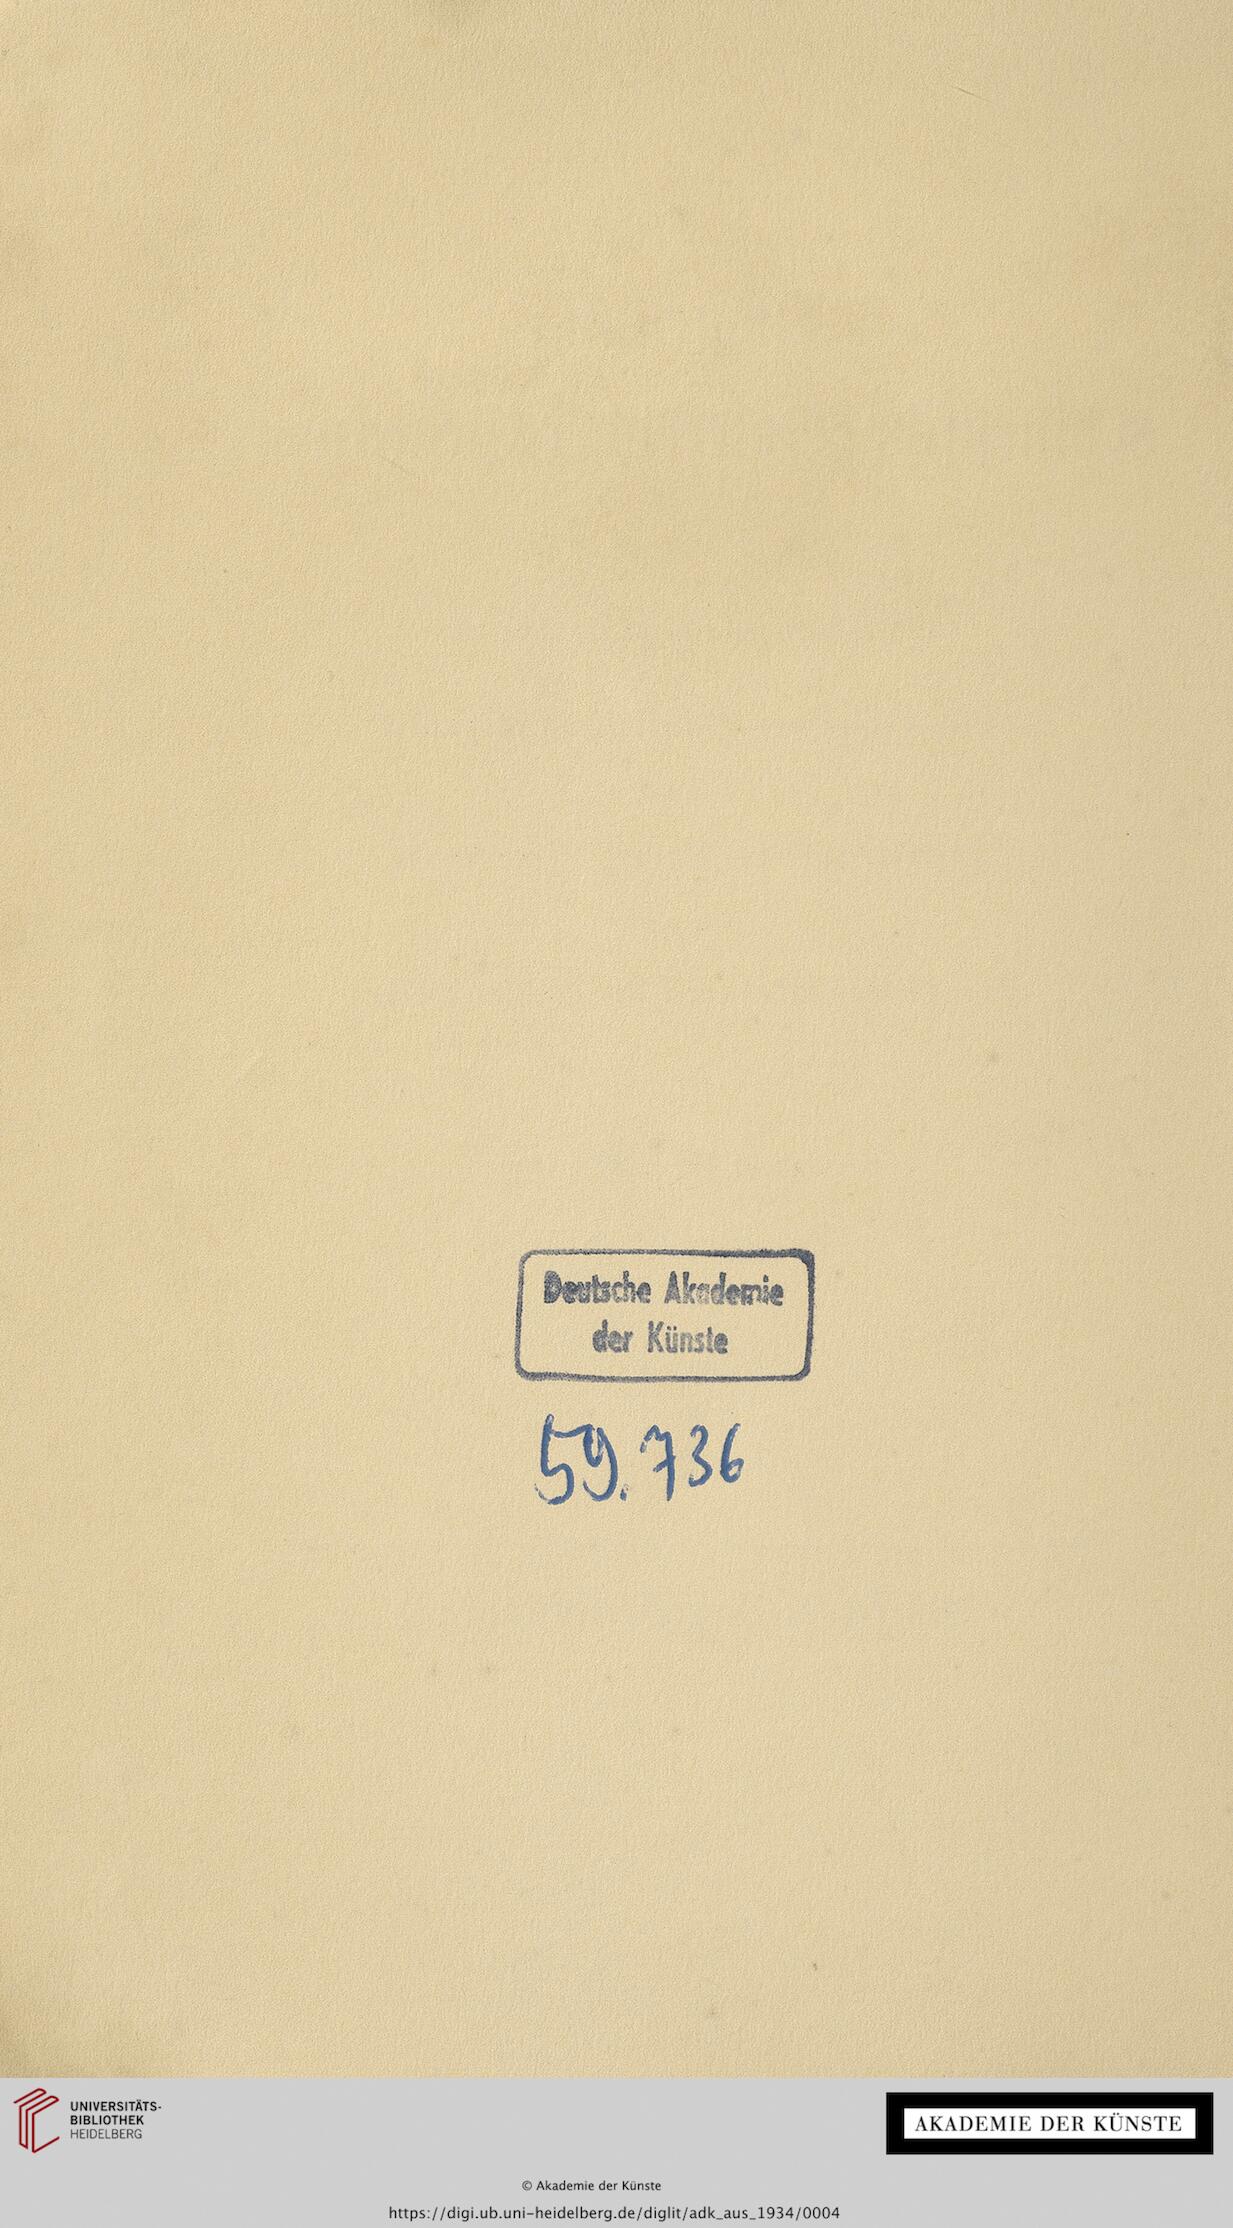 Deutsche Akademie
der Künste
59.736
UNIVERSITÄTS-
BIBLIOTHEK
HEIDELBERG
AKADEMIE DER KÜNSTE
© Akademie der Künste
https://digi.ub.uni-heidelberg.de/diglit/adk_aus_1934/0004